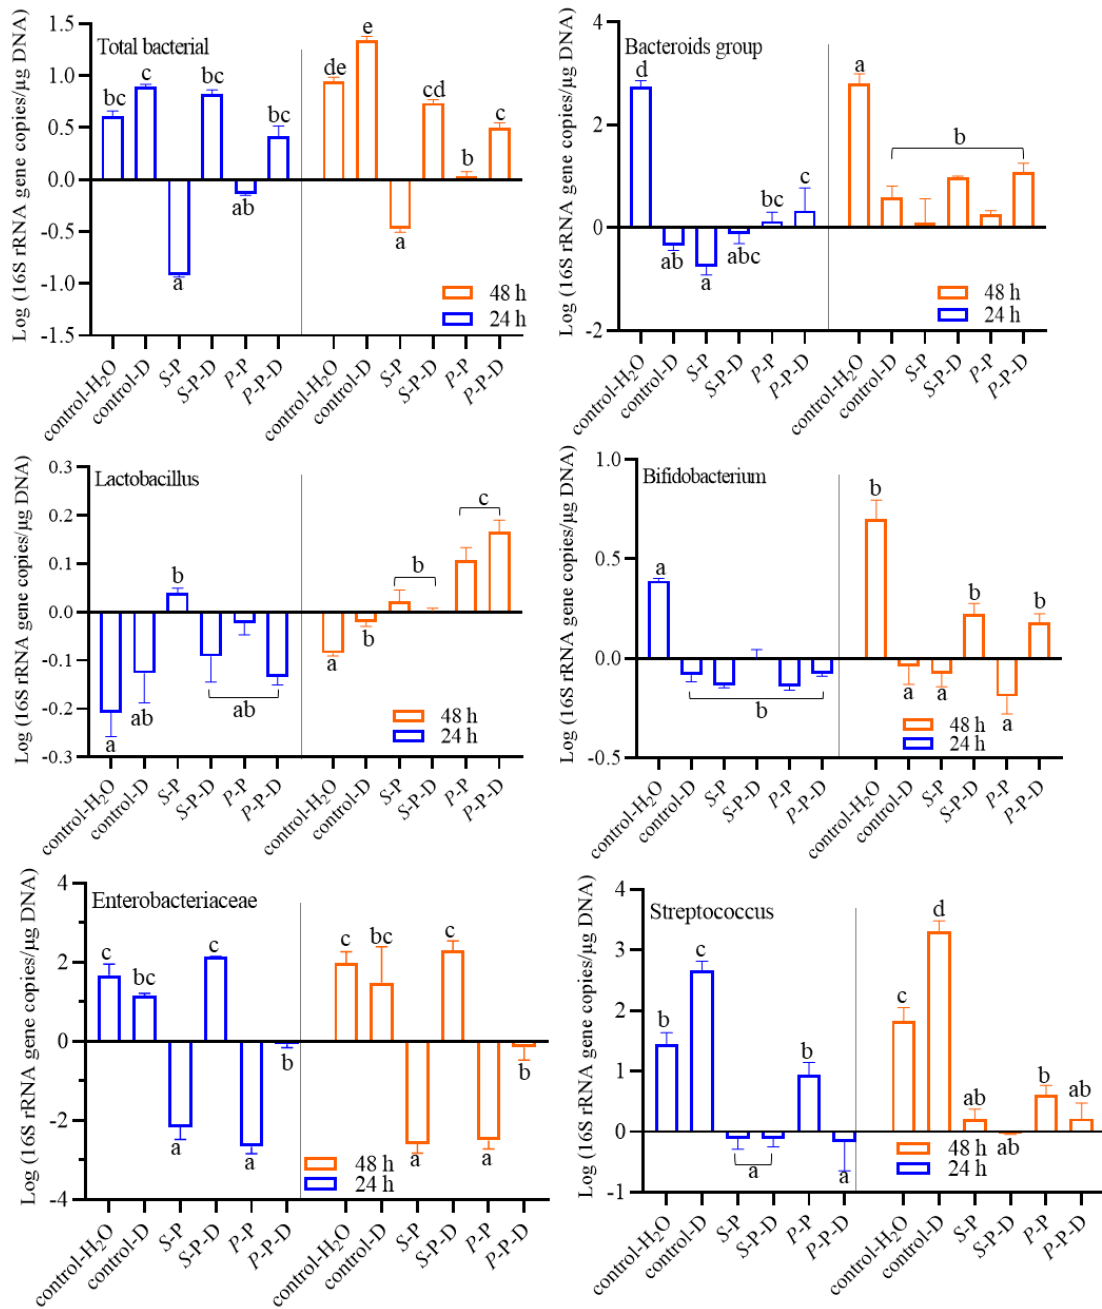 Log (16S rRNA gene copies/µg DNA)
Total bacterial
1.5
1.0
0.5
0.0
-0.5
-1.0
-1.5
bc
c
a
bc
ab
bc
de
e
a
cd
b
c
48 h
24 h
control-H₂O
control-D
S-P
S-P-D
P-P
P-P-D
control-H₂O
control-D
S-P
S-P-D
P-P
P-P-D
Log (16S rRNA gene copies/µg DNA)
Bacteroids group
4
2
0
-2
d
ab
a
abc
bc
c
a
b
48 h
24 h
control-H₂O
control-D
S-P
S-P-D
P-P
P-P-D
control-H₂O
control-D
S-P
S-P-D
P-P
P-P-D
Log (16S rRNA gene copies/µg DNA)
Lactobacillus
0.3
0.2
0.1
0.0
-0.1
-0.2
-0.3
a
ab
b
ab
a
b
b
c
48 h
24 h
control-H₂O
control-D
S-P
S-P-D
P-P
P-P-D
control-H₂O
control-D
S-P
S-P-D
P-P
P-P-D
Log (16S rRNA gene copies/µg DNA)
Bifidobacterium
1.0
0.5
0.0
-0.5
a
b
b
a
a
b
a
b
48 h
24 h
control-H₂O
control-D
S-P
S-P-D
P-P
P-P-D
control-H₂O
control-D
S-P
S-P-D
P-P
P-P-D
Log (16S rRNA gene copies/µg DNA)
Enterobacteriaceae
4
2
0
-2
-4
c
bc
a
c
a
b
c
bc
a
c
a
b
48 h
24 h
control-H₂O
control-D
S-P
S-P-D
P-P
P-P-D
control-H₂O
control-D
S-P
S-P-D
P-P
P-P-D
Log (16S rRNA gene copies/µg DNA)
Streptococcus
4
3
2
1
0
-1
b
c
a
b
a
c
d
ab
ab
b
ab
48 h
24 h
control-H₂O
control-D
S-P
S-P-D
P-P
P-P-D
control-H₂O
control-D
S-P
S-P-D
P-P
P-P-D